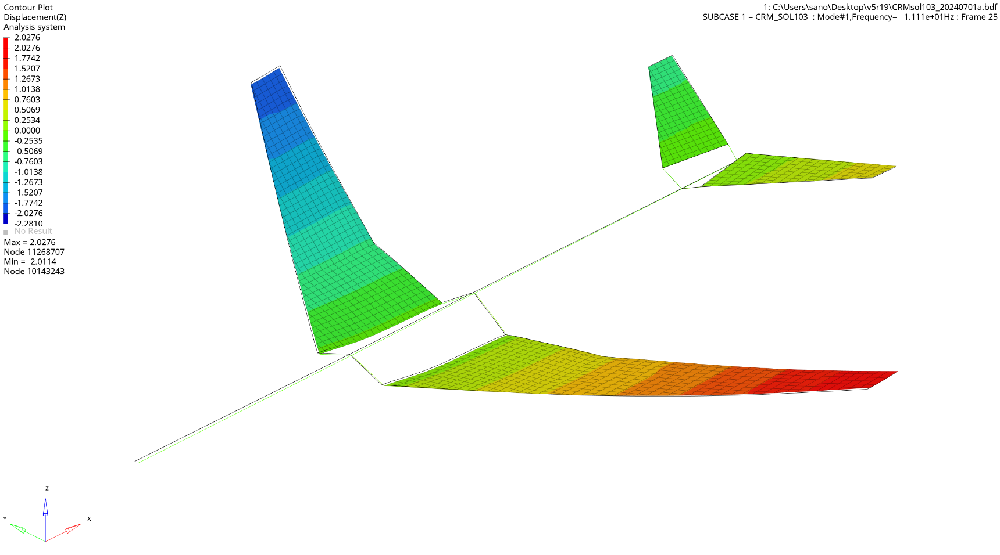 Contour Plot
Displacement(Z)
Analysis system
2.0276
2.0276
1.7742
1.5207
1.2673
1.0138
0.7603
0.5069
0.2534
0.0000
-0.2535
-0.5069
-0.7603
-1.0138
-1.2673
-1.5207
-1.7742
-2.0276
-2.2810
No Result
Max = 2.0276
Node 11268707
Min = -2.0114
Node 10143243
1: C:\Users\sano\Desktop\v5r19\CRMsol103_20240701a.bdf
SUBCASE 1 = CRM_SOL103 : Mode#1,Frequency= 1.111e+01Hz : Frame 25
Z
Y
X